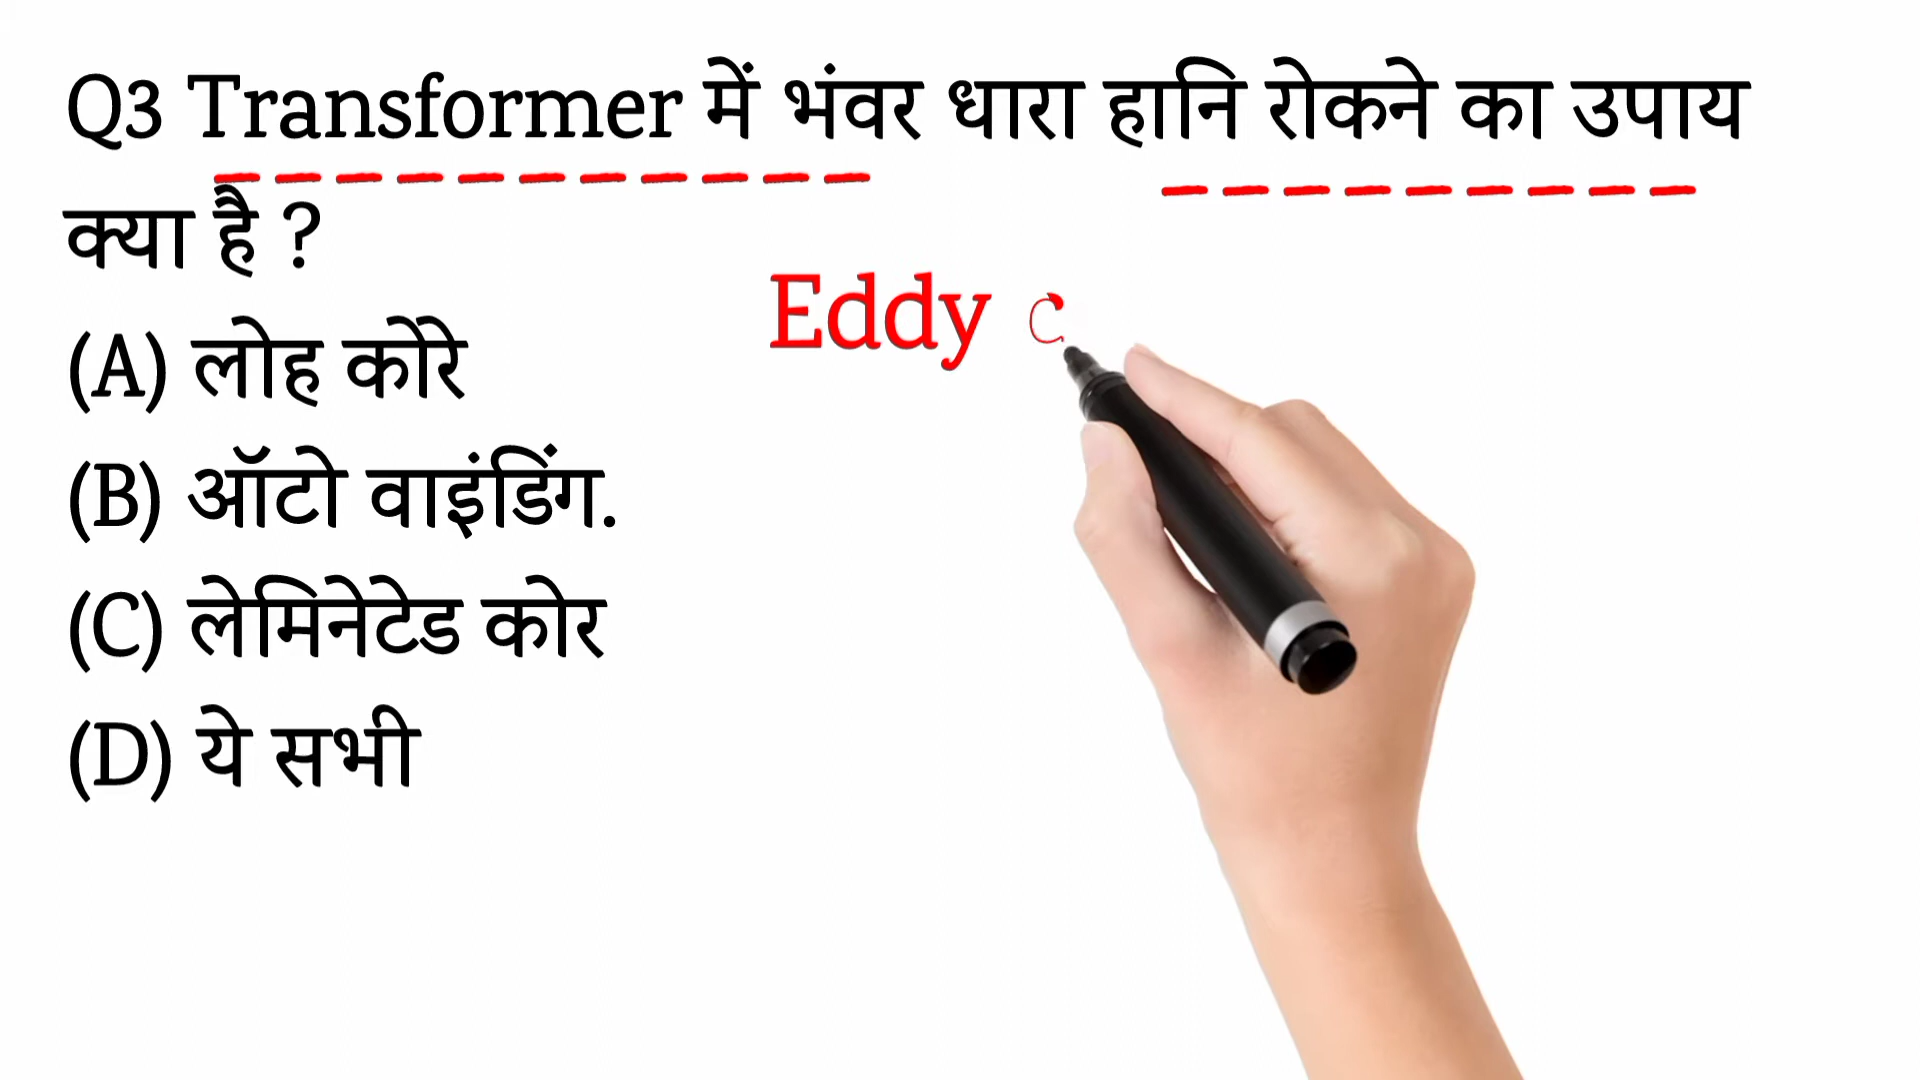 Q3 Transformer में भंवर धारा हानि रोकने का उपाय
क्या है ?
Eddy c
(A) लोह कोरे
(B) ऑटो वाइंडिंग.
(C) लेमिनेटेड कोर
(D) ये सभी